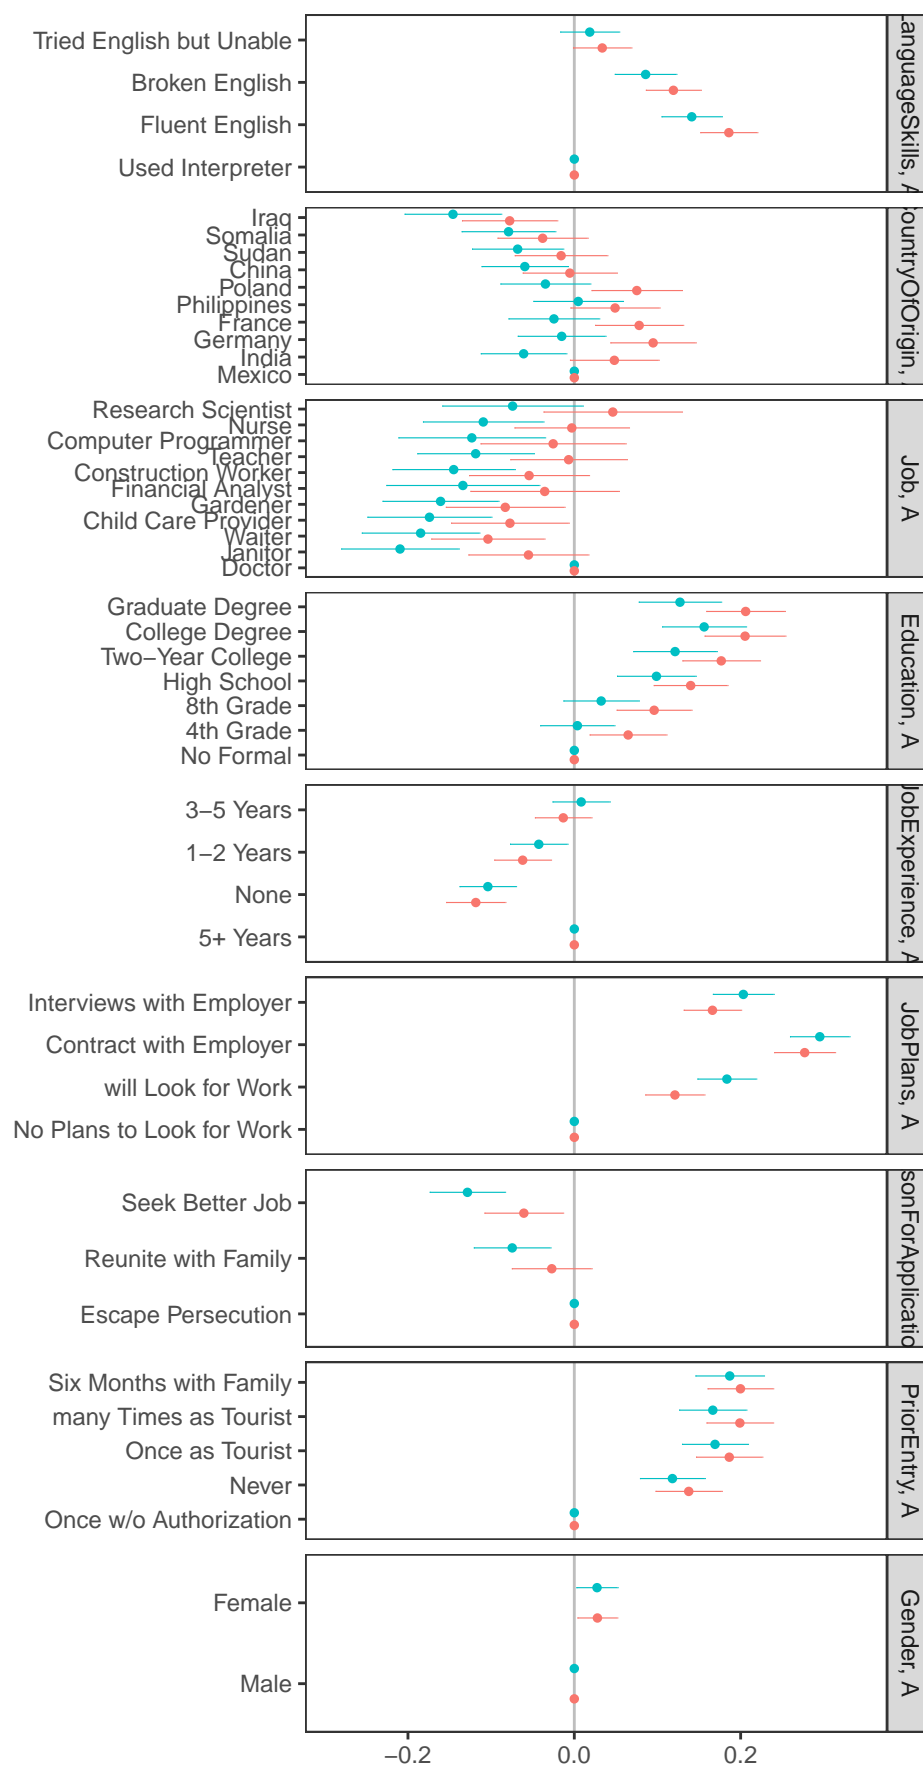 Tried English but Unable
Broken English
Fluent English
Used Interpreter
Iraq
Somalia
Sudan
China
Poland
Philippines
France
Germany
India
Mexico
Research Scientist
Nurse
Computer Programmer
Teacher
Construction Worker
Financial Analyst
Gardener
Child Care Provider
Waiter
Janitor
Doctor
Job, A
Graduate Degree
College Degree
Two−Year College
High School
8th Grade
4th Grade
No Formal
Education, A
3−5 Years
1−2 Years
None
5+ Years
JobExperience, A
Interviews with Employer
Contract with Employer
will Look for Work
No Plans to Look for Work
JobPlans, A
Seek Better Job
Reunite with Family
Escape Persecution
Six Months with Family
many Times as Tourist
Once as Tourist
Never
Once w/o Authorization
PriorEntry, A
Female
Male
Gender, A
−0.2 0.0 0.2